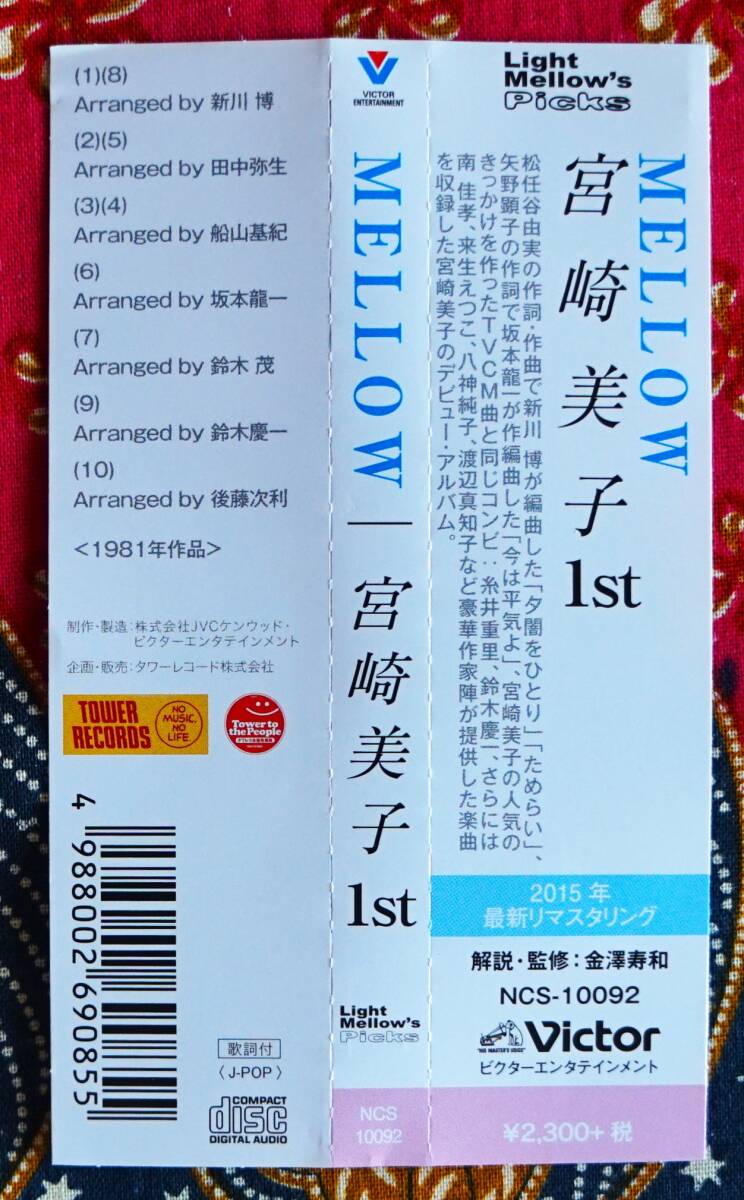 (1)(8)
Arranged by 新川 博
(2)(5)
Arranged by 田中弥生
(3)(4)
Arranged by 船山基紀
(6)
Arranged by 坂本龍一
(7)
Arranged by 鈴木 茂
(9)
Arranged by 鈴木慶一
(10)
Arranged by 後藤次利
<1981年作品>
制作・製造:株式会社JVCケンウッド・
ビクターエンタテインメント
企画・販売:タワーレコード株式会社
TOWER
RECORDS
NO
MUSIC,
NO
LIFE.
Tower to
the People
4 988002 690855
歌詞付
〈J-POP〉
COMPACT
disc
DIGITAL AUDIO
VICTOR
ENTERTAINMENT
MELLOW|宮崎美子 1st
Light
Mellow's
Picks
NCS
10092
Light
Mellow's
Picks
MELLOW
宮崎美子 1st
松任谷由実の作詞・作曲で新川 博が編曲した「夕闇をひとり」「ためらい」、
矢野顕子の作詞で坂本龍一が作編曲した「今は平気よ」、宮崎美子の人気の
きっかけを作ったTVCM曲と同じコンビ:糸井重里、鈴木慶一、さらには
南 佳孝、来生えつこ、八神純子、渡辺真知子など豪華作家陣が提供した楽曲
を収録した宮崎美子のデビュー・アルバム。
2015年
最新リマスタリング
解説・監修:金澤寿和
NCS-10092
"HIS MASTER'S VOICE"
Victor
ビクターエンタテインメント
¥2,300+税